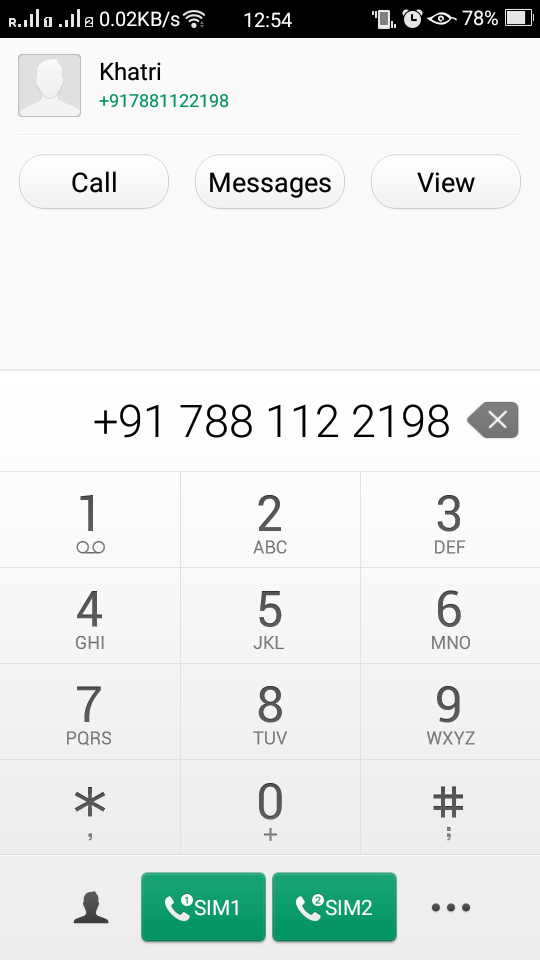 R 1 2 0.02KB/s 12:54 78%
Khatri
+917881122198
Call Messages View
+91 788 112 2198
1 2 3
ABC DEF
4 5 6
GHI JKL MNO
7 8 9
PQRS TUV WXYZ
* 0 #
, + ;
1 SIM1 2 SIM2